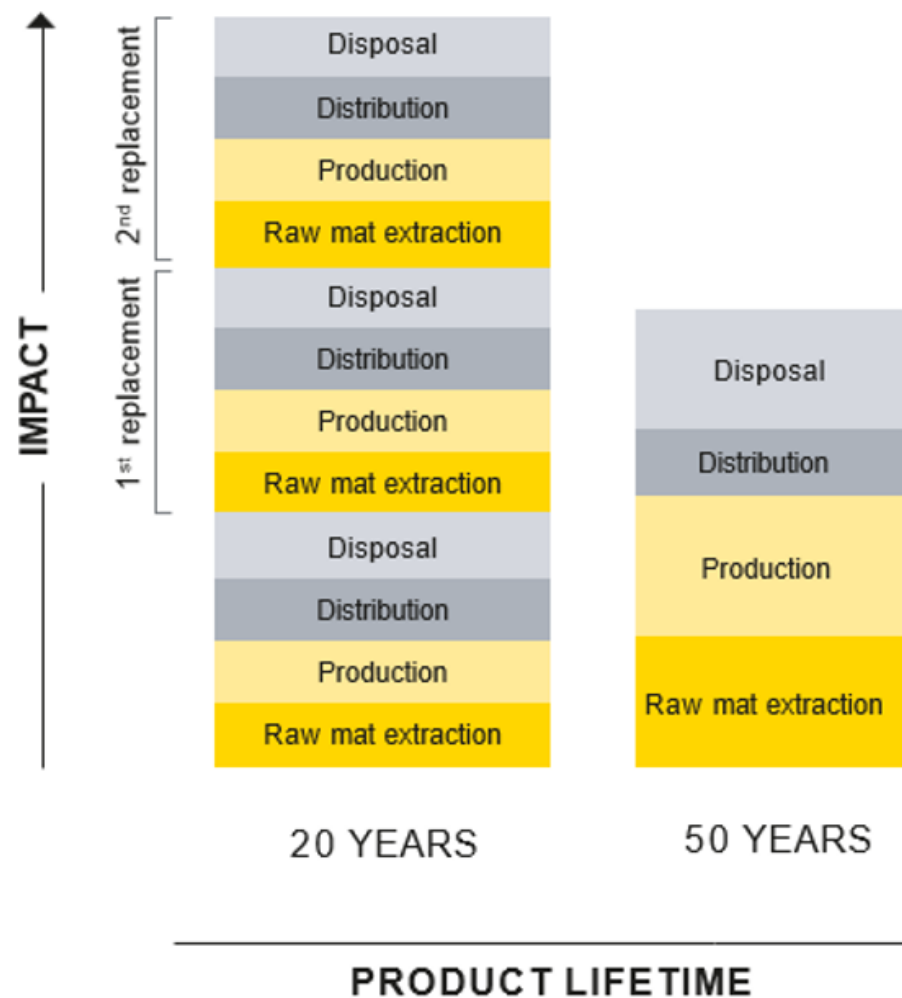 IMPACT
2nd replacement
1st replacement
Disposal
Distribution
Production
Raw mat extraction
Disposal
Distribution
Production
Raw mat extraction
Disposal
Distribution
Production
Raw mat extraction
Disposal
Distribution
Production
Raw mat extraction
20 YEARS
50 YEARS
PRODUCT LIFETIME